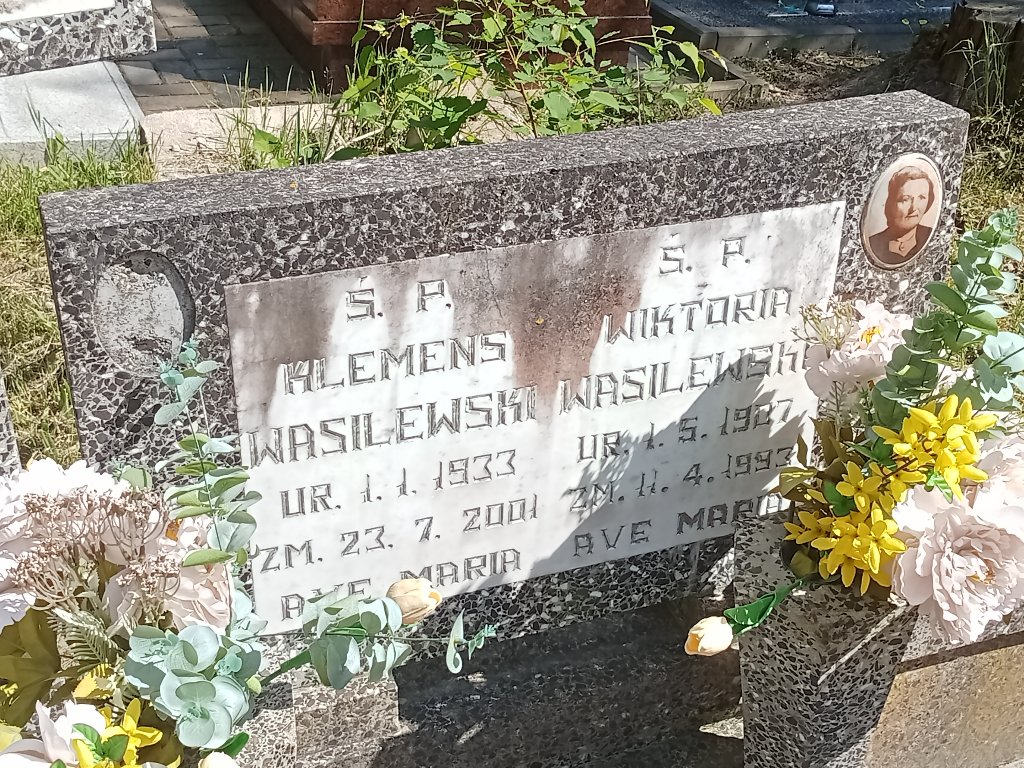 Ś. P.
KLEMENS
WASILEWSKI
UR. 1. 1. 1933
ZM. 23. 7. 2001
AVE MARIA
Ś. P.
WIKTORIA
WASILEWSKA
UR. 1. 5. 1907
ZM. 11. 4. 1993
AVE MARIA